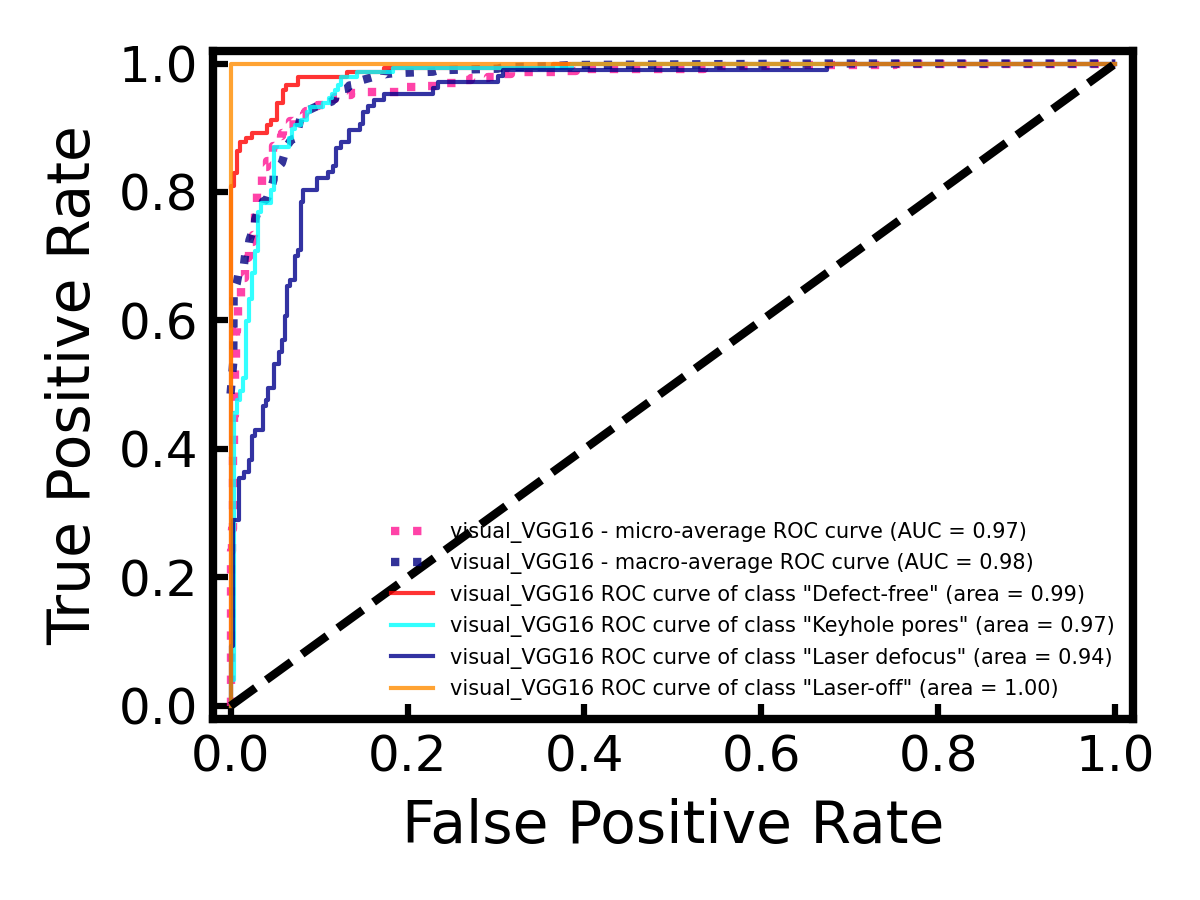 1.0
0.8
0.6
0.4
0.2
0.0
True Positive Rate
visual_VGG16 - micro-average ROC curve (AUC = 0.97)
visual_VGG16 - macro-average ROC curve (AUC = 0.98)
visual_VGG16 ROC curve of class "Defect-free" (area = 0.99)
visual_VGG16 ROC curve of class "Keyhole pores" (area = 0.97)
visual_VGG16 ROC curve of class "Laser defocus" (area = 0.94)
visual_VGG16 ROC curve of class "Laser-off" (area = 1.00)
0.0 0.2 0.4 0.6 0.8 1.0
False Positive Rate